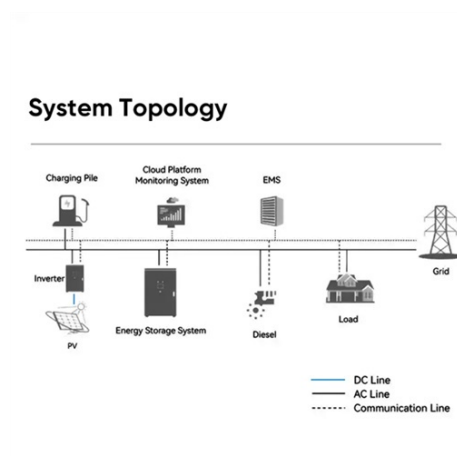 System Topology
Charging Pile
Cloud Platform
Monitoring System
EMS
Grid
Inverter
Energy Storage System
Diesel
Load
PV
DC Line
AC Line
Communication Line